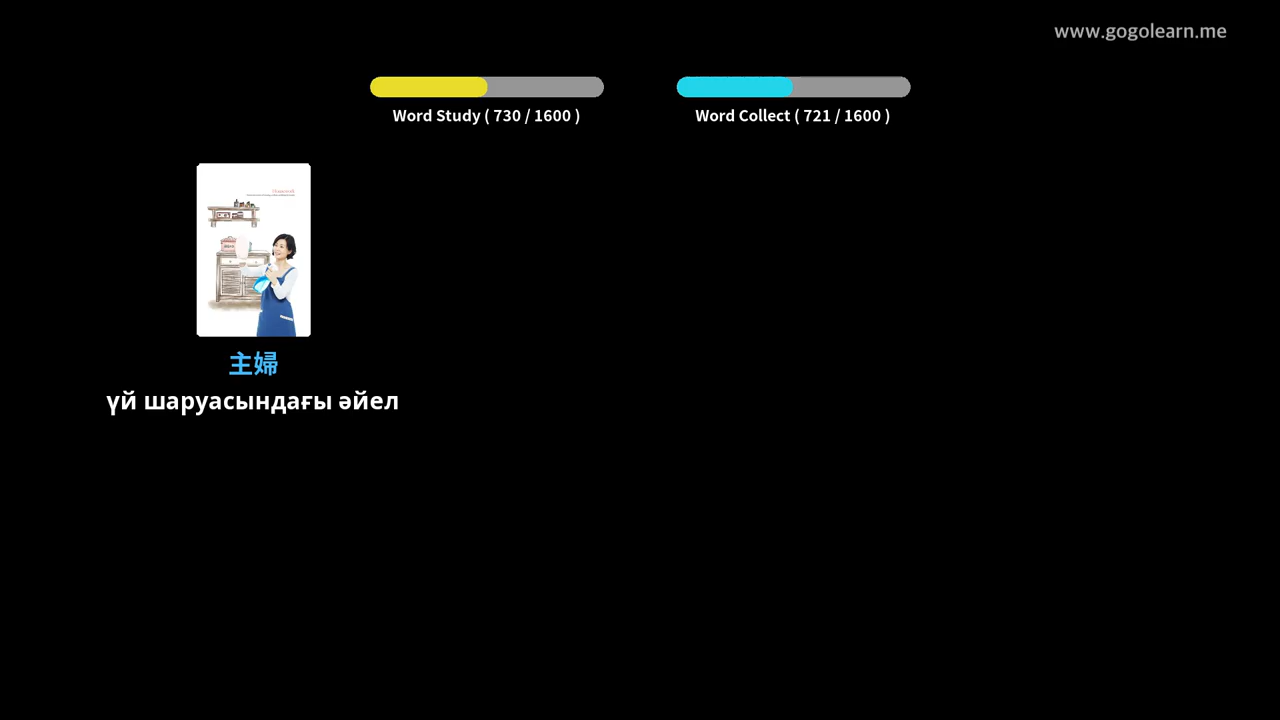 www.gogolearn.me
Word Study ( 730 / 1600 )
Word Collect ( 721 / 1600 )
主婦
үй шаруасындағы әйел